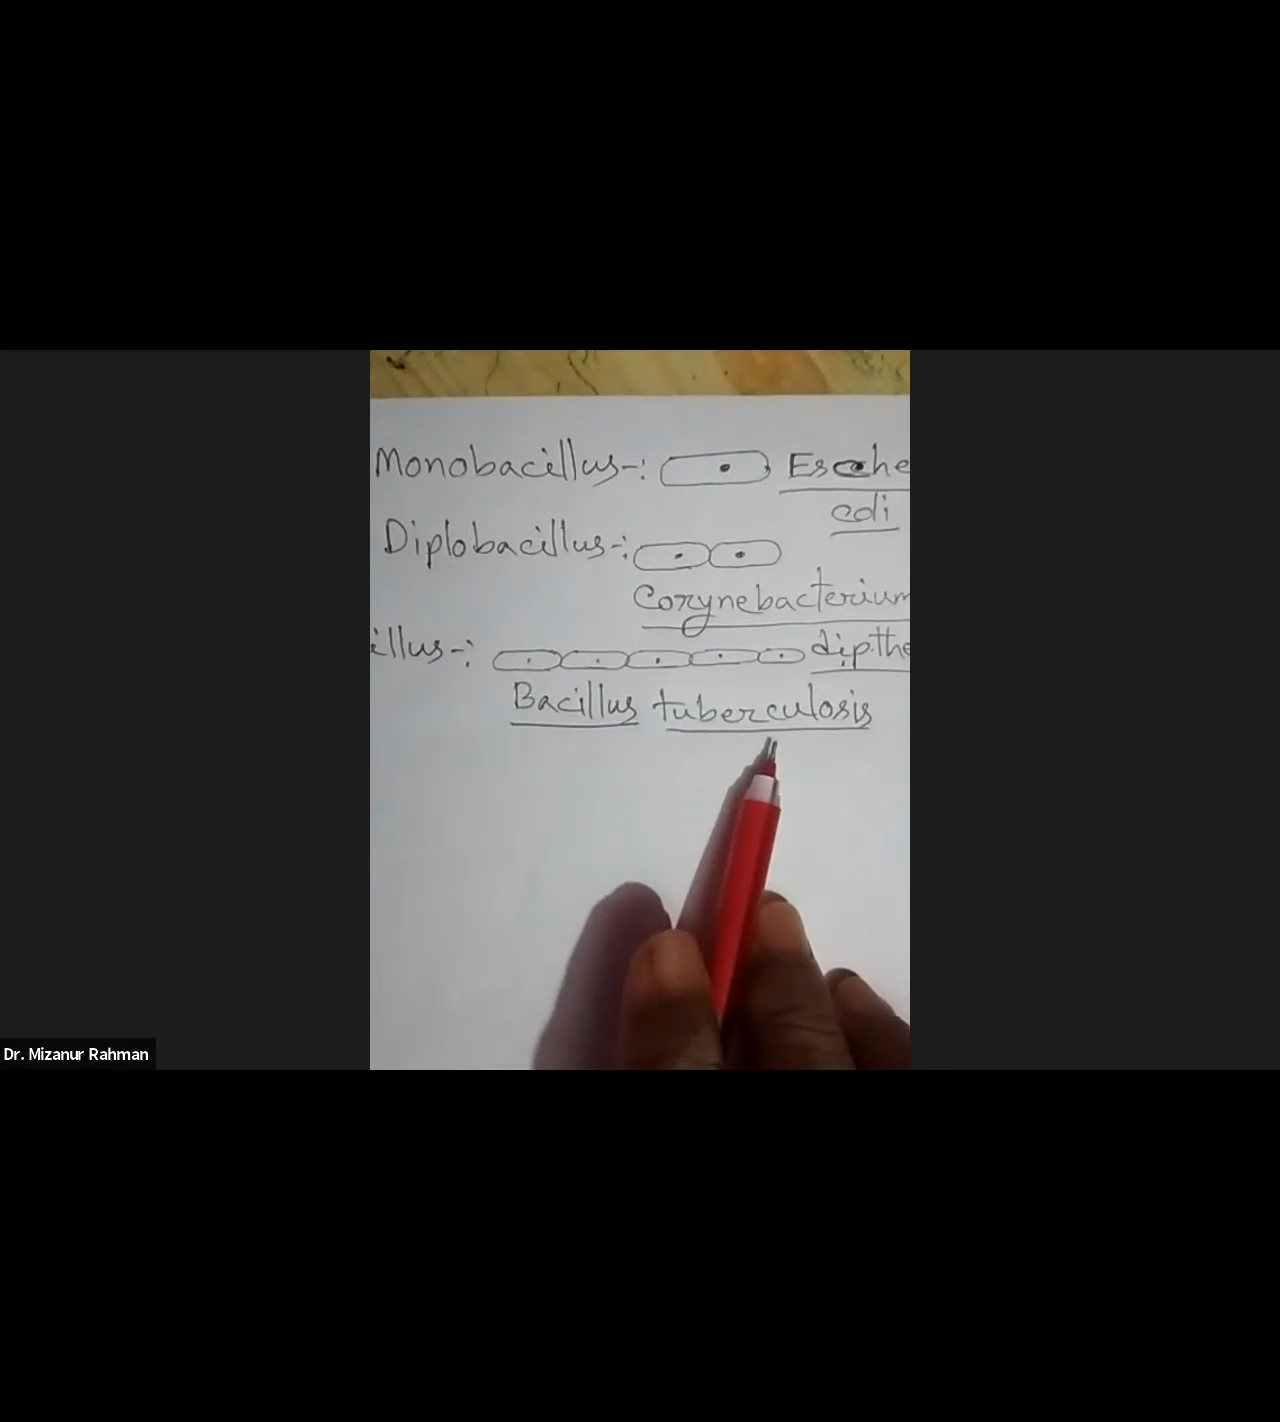 Monobacillus-: Esche
coli
Diplobacillus-:
Corynebacterium
illus-: dipthe
Bacillus tuberculosis
Dr. Mizanur Rahman